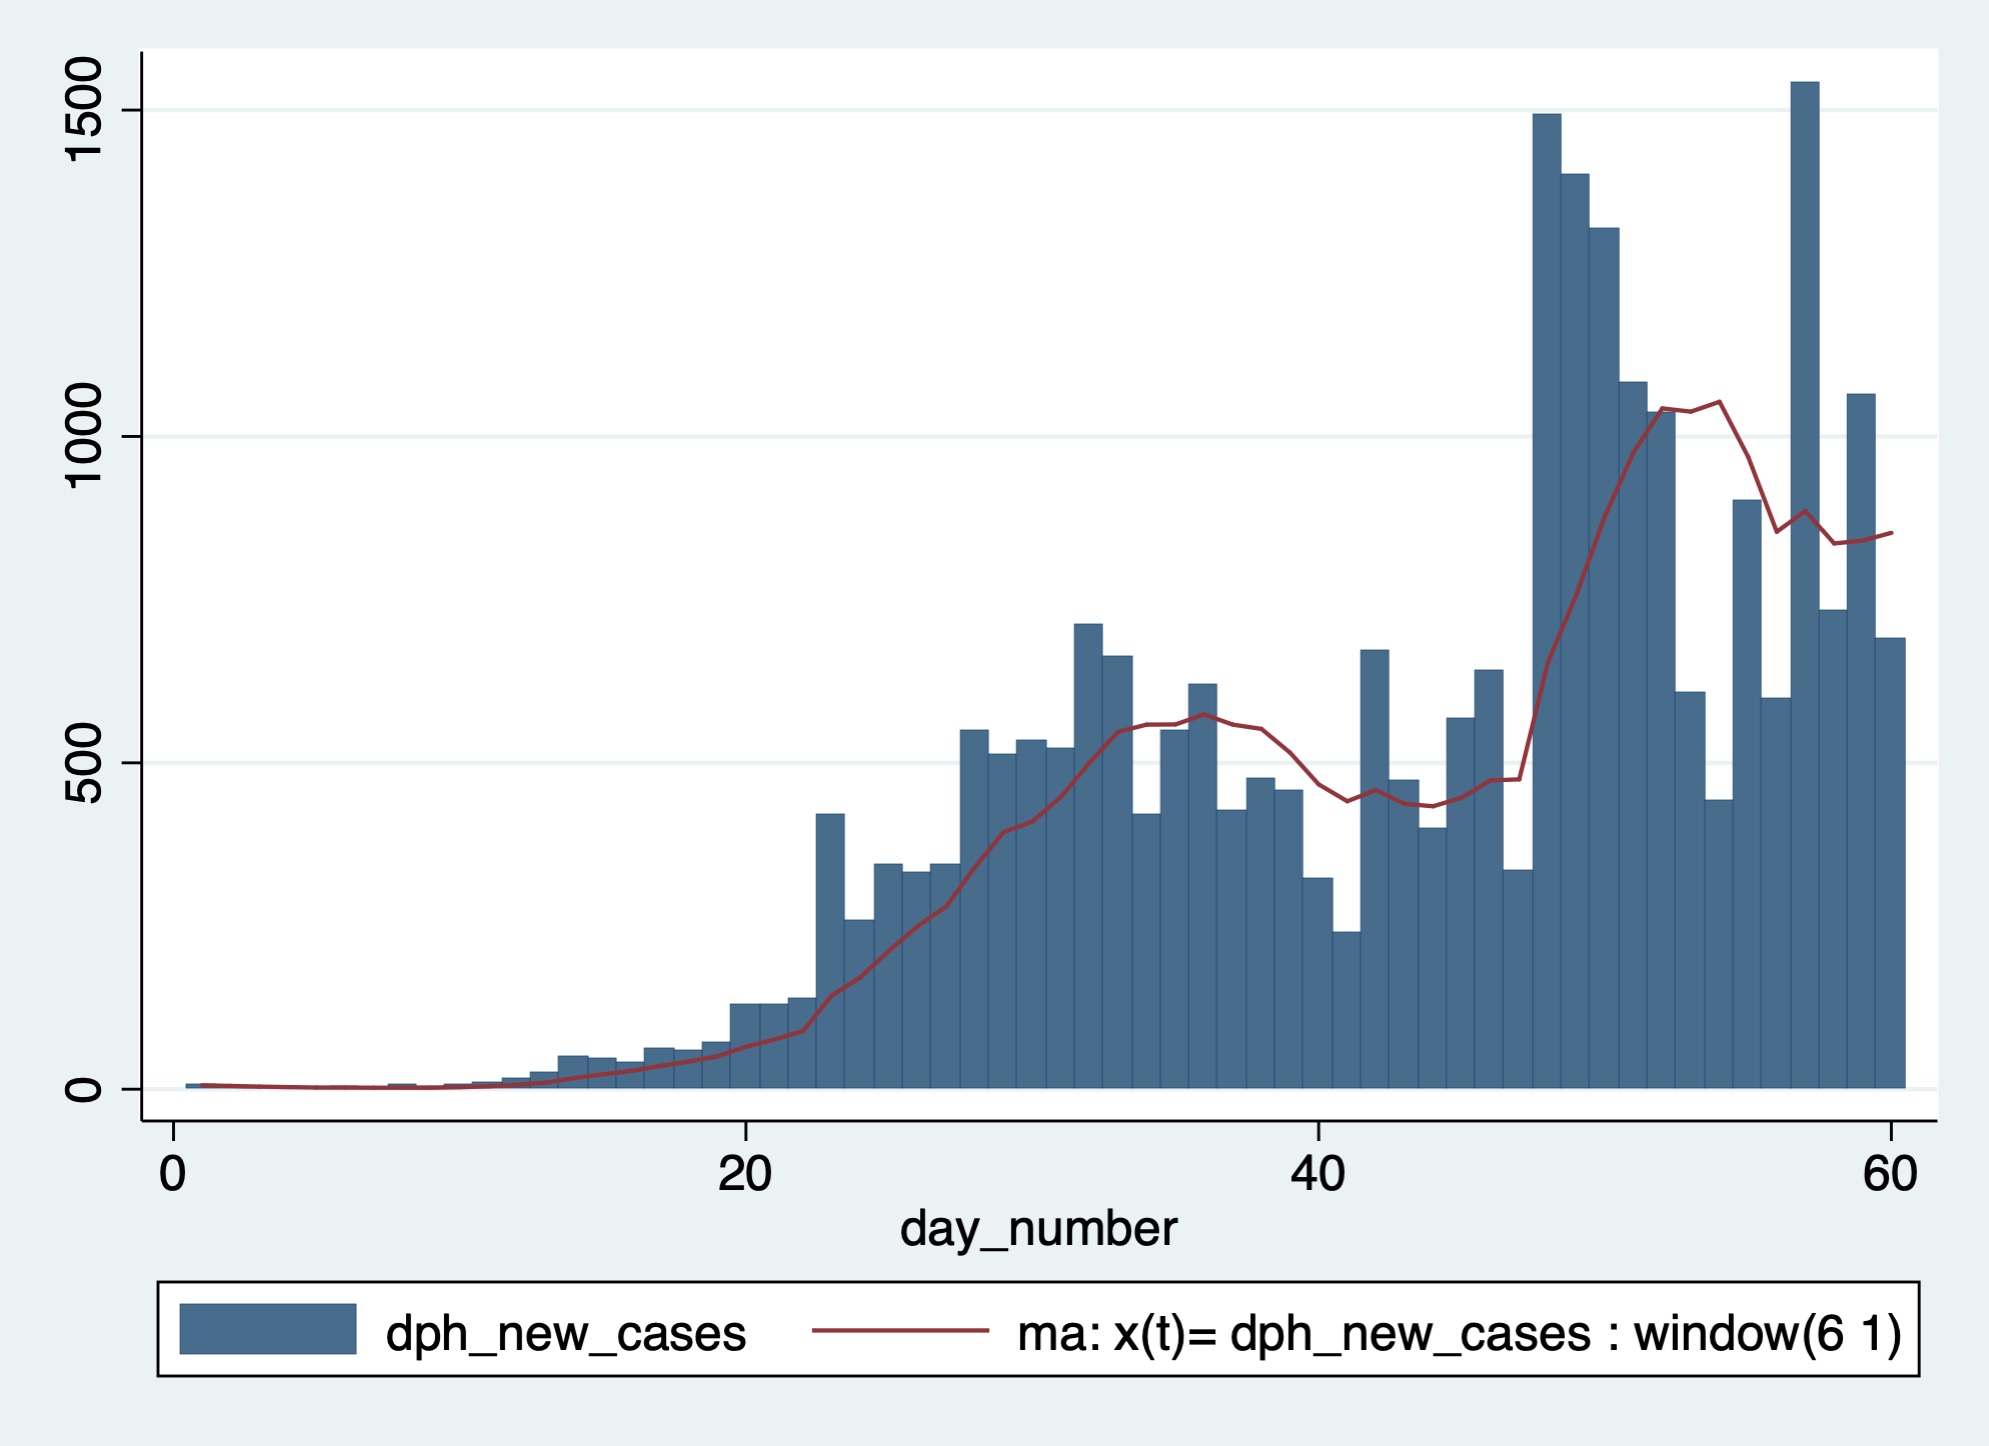 1500
1000
500
0
0 20 40 60
day_number
dph_new_cases ma: x(t)= dph_new_cases : window(6 1)